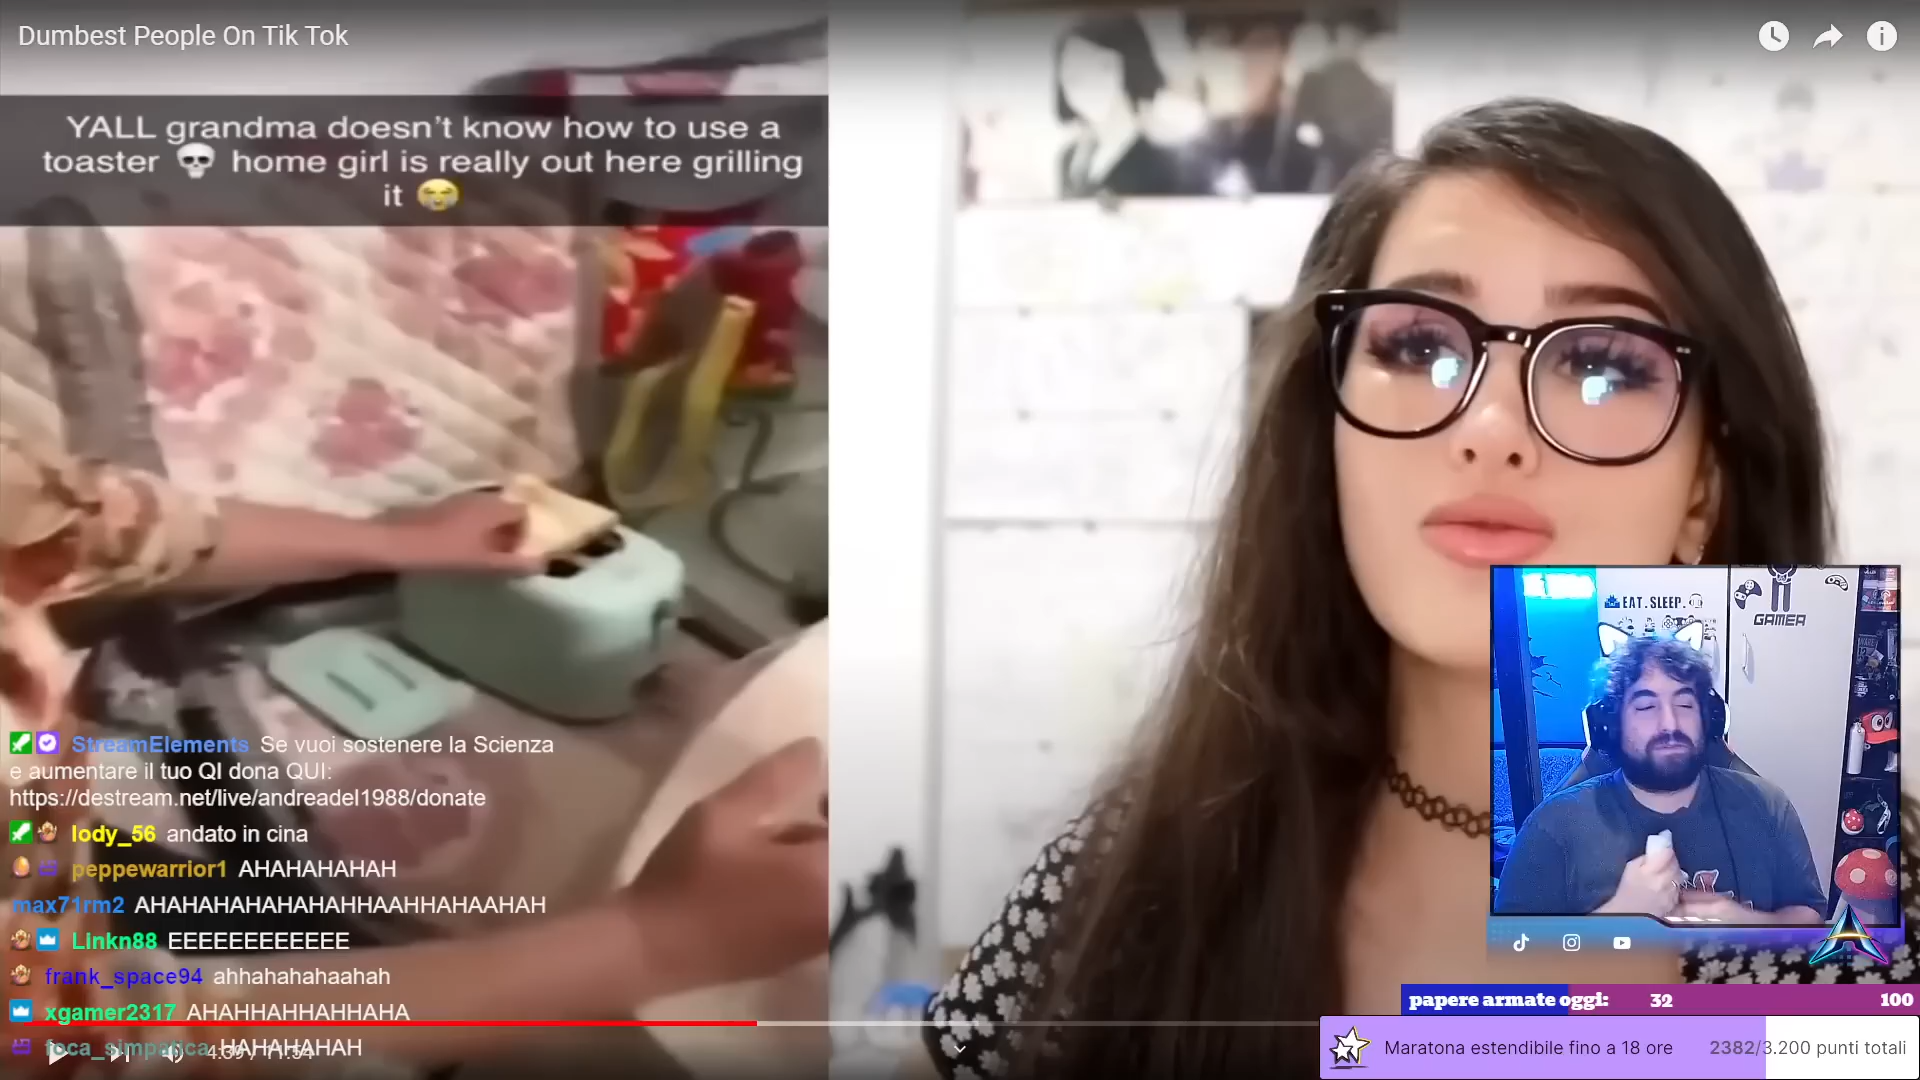 Dumbest People On Tik Tok
YALL grandma doesn't know how to use a
toaster 💀 home girl is really out here grilling
it 😭
EAT.SLEEP.
GAMER
StreamElements Se vuoi sostenere la Scienza
e aumentare il tuo QI dona QUI:
https://destream.net/live/andreadel1988/donate
lody_56 andato in cina
peppewarrior1 AHAHAHAHAH
max71rm2 AHAHAHAHAHAHAHHAAHHAHAAHAH
Linkn88 EEEEEEEEEEEE
frank_space94 ahhahahahaahah
xgamer2317 AHAHHAHHAHHAHA
foca_simpatica HAHAHAHAH
papere armate oggi: 32 100
Maratona estendibile fino a 18 ore 2382/3.200 punti totali